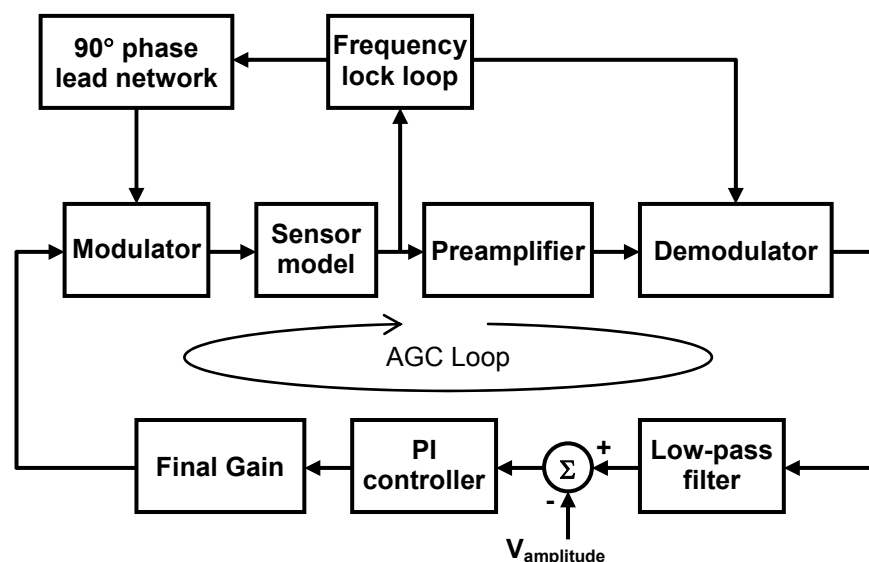 90° phase
lead network
Frequency
lock loop
Modulator
Sensor
model
Preamplifier
Demodulator
AGC Loop
Final Gain
PI
controller
Σ
+
-
Low-pass
filter
Vamplitude